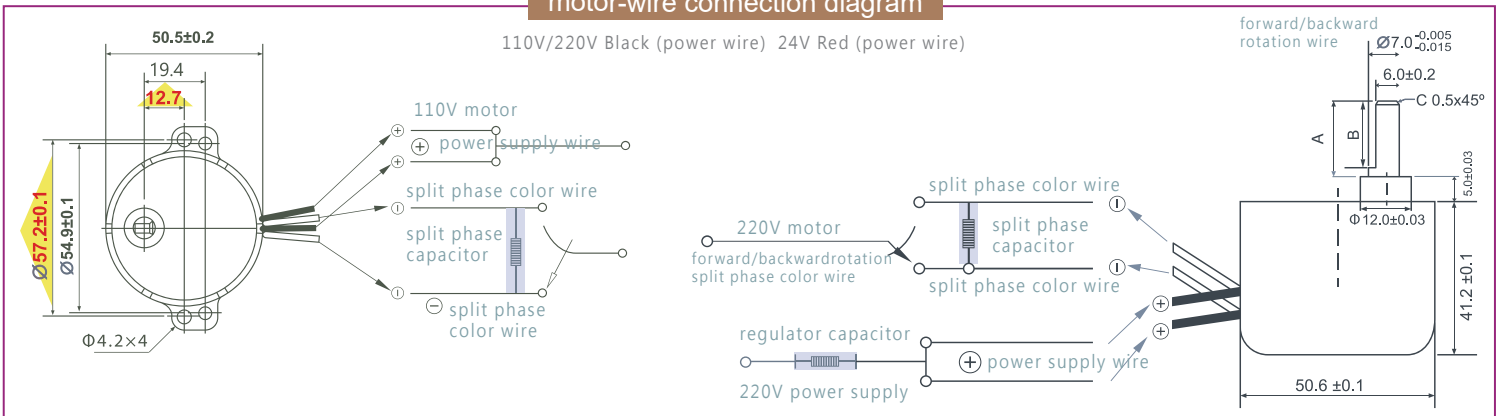 motor-wire connection diagram
110V/220V Black (power wire) 24V Red (power wire)
50.5±0.2
19.4
12.7
Ø57.2±0.1
Ø54.9±0.1
Φ4.2×4
110V motor
+ power supply wire
split phase color wire
split phase
capacitor
split phase
color wire
220V motor
forward/backwardrotation
split phase color wire
split phase color wire
split phase
capacitor
split phase color wire
regulator capacitor
+ power supply wire
220V power supply
forward/backward
rotation wire
Ø7.0 -0.005
-0.015
6.0±0.2
C 0.5x45º
A
B
5.0±0.03
Φ12.0±0.03
41.2 ±0.1
50.6 ±0.1